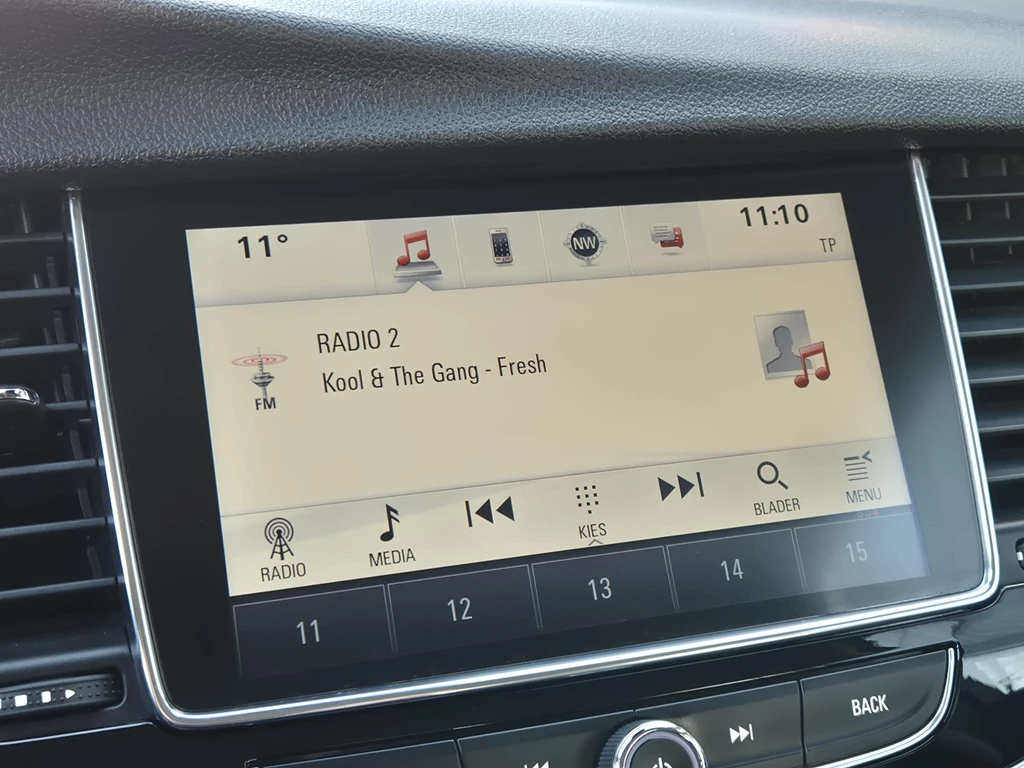 11°
NW
11:10
TP
RADIO 2
Kool & The Gang - Fresh
FM
RADIO
MEDIA
KIES
BLADER
MENU
11
12
13
14
15
BACK